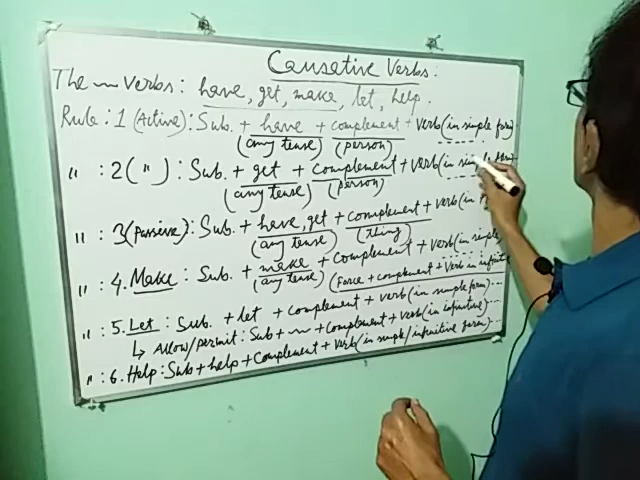 Causative Verbs:
The ~ verbs: have, get, make, let, help.
Rule: 1 (Active): Sub. + have + complement + verb (in simple form)
(any tense) (person)
" : 2 ( " ): Sub. + get + complement + verb (in simple form
(any tense) (person)
" : 3 (Passive): Sub. + have, get + complement + verb (in
(any tense) (thing)
" : 4. Make: Sub. + make + complement + verb (in simple
(any tense) (Force + complement + verb in infinitive
" : 5. Let: Sub. + let + complement + verb (in simple form)
↳ Allow/permit: Sub + ~ + complement + verb (in infinitive)
" : 6. Help: Sub + help + Complement + verb (in simple/infinitive form)